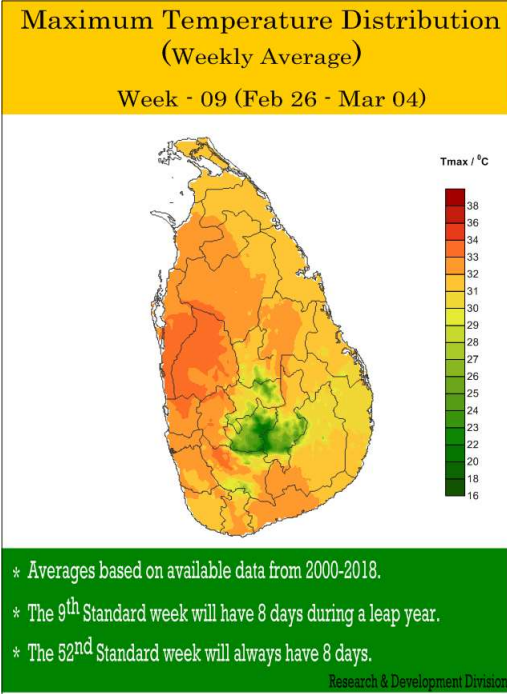 Maximum Temperature Distribution
(Weekly Average)
Week - 09 (Feb 26 - Mar 04)
Tmax / ⁰C
38
36
34
33
32
31
30
29
28
27
26
25
24
23
22
20
18
16
* Averages based on available data from 2000-2018.
* The 9th Standard week will have 8 days during a leap year.
* The 52nd Standard week will always have 8 days.
Research & Development Division